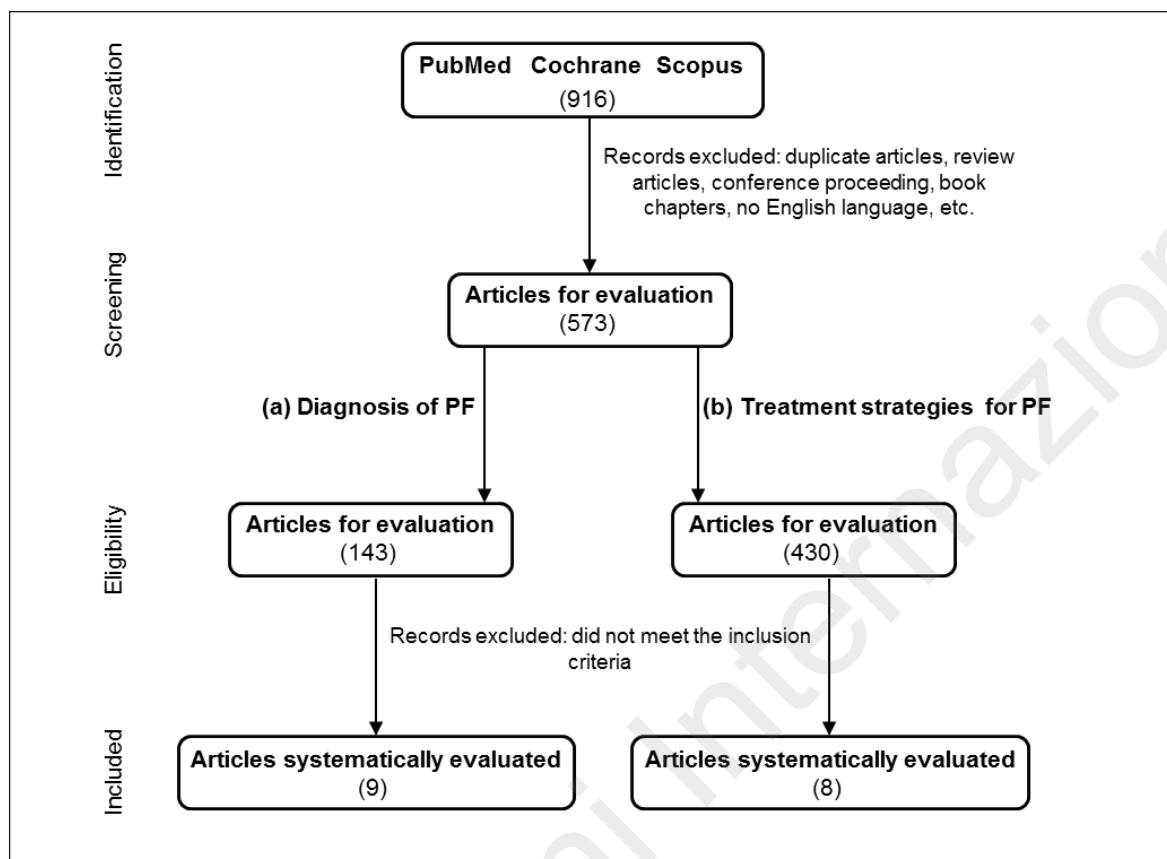 Identification
PubMed Cochrane Scopus
(916)
Records excluded: duplicate articles, review
articles, conference proceeding, book
chapters, no English language, etc.
Screening
Articles for evaluation
(573)
(a) Diagnosis of PF
(b) Treatment strategies for PF
Eligibility
Articles for evaluation
(143)
Articles for evaluation
(430)
Records excluded: did not meet the inclusion
criteria
Included
Articles systematically evaluated
(9)
Articles systematically evaluated
(8)